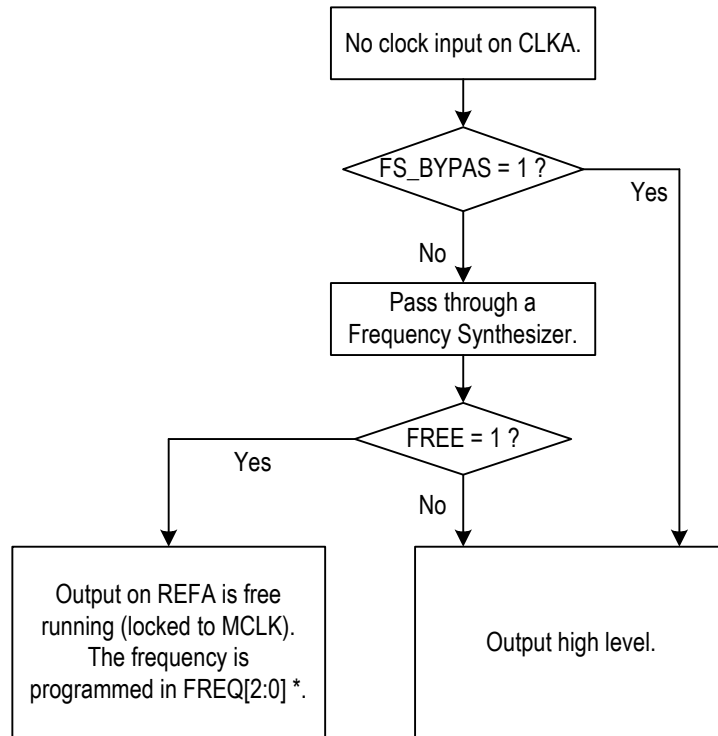 No clock input on CLKA.
FS_BYPAS = 1 ?
Yes
No
Pass through a
Frequency Synthesizer.
FREE = 1 ?
Yes
No
Output on REFA is free
running (locked to MCLK).
The frequency is
programmed in FREQ[2:0] *.
Output high level.